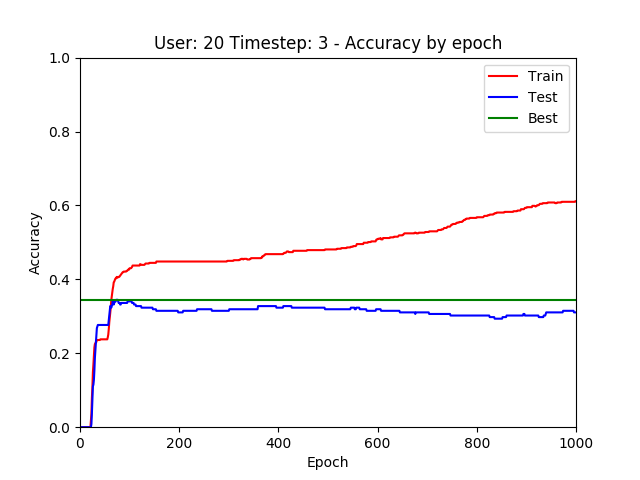 User: 20 Timestep: 3 - Accuracy by epoch
1.0
0.8
0.6
0.4
0.2
0.0
Accuracy
Train
Test
Best
0 200 400 600 800 1000
Epoch